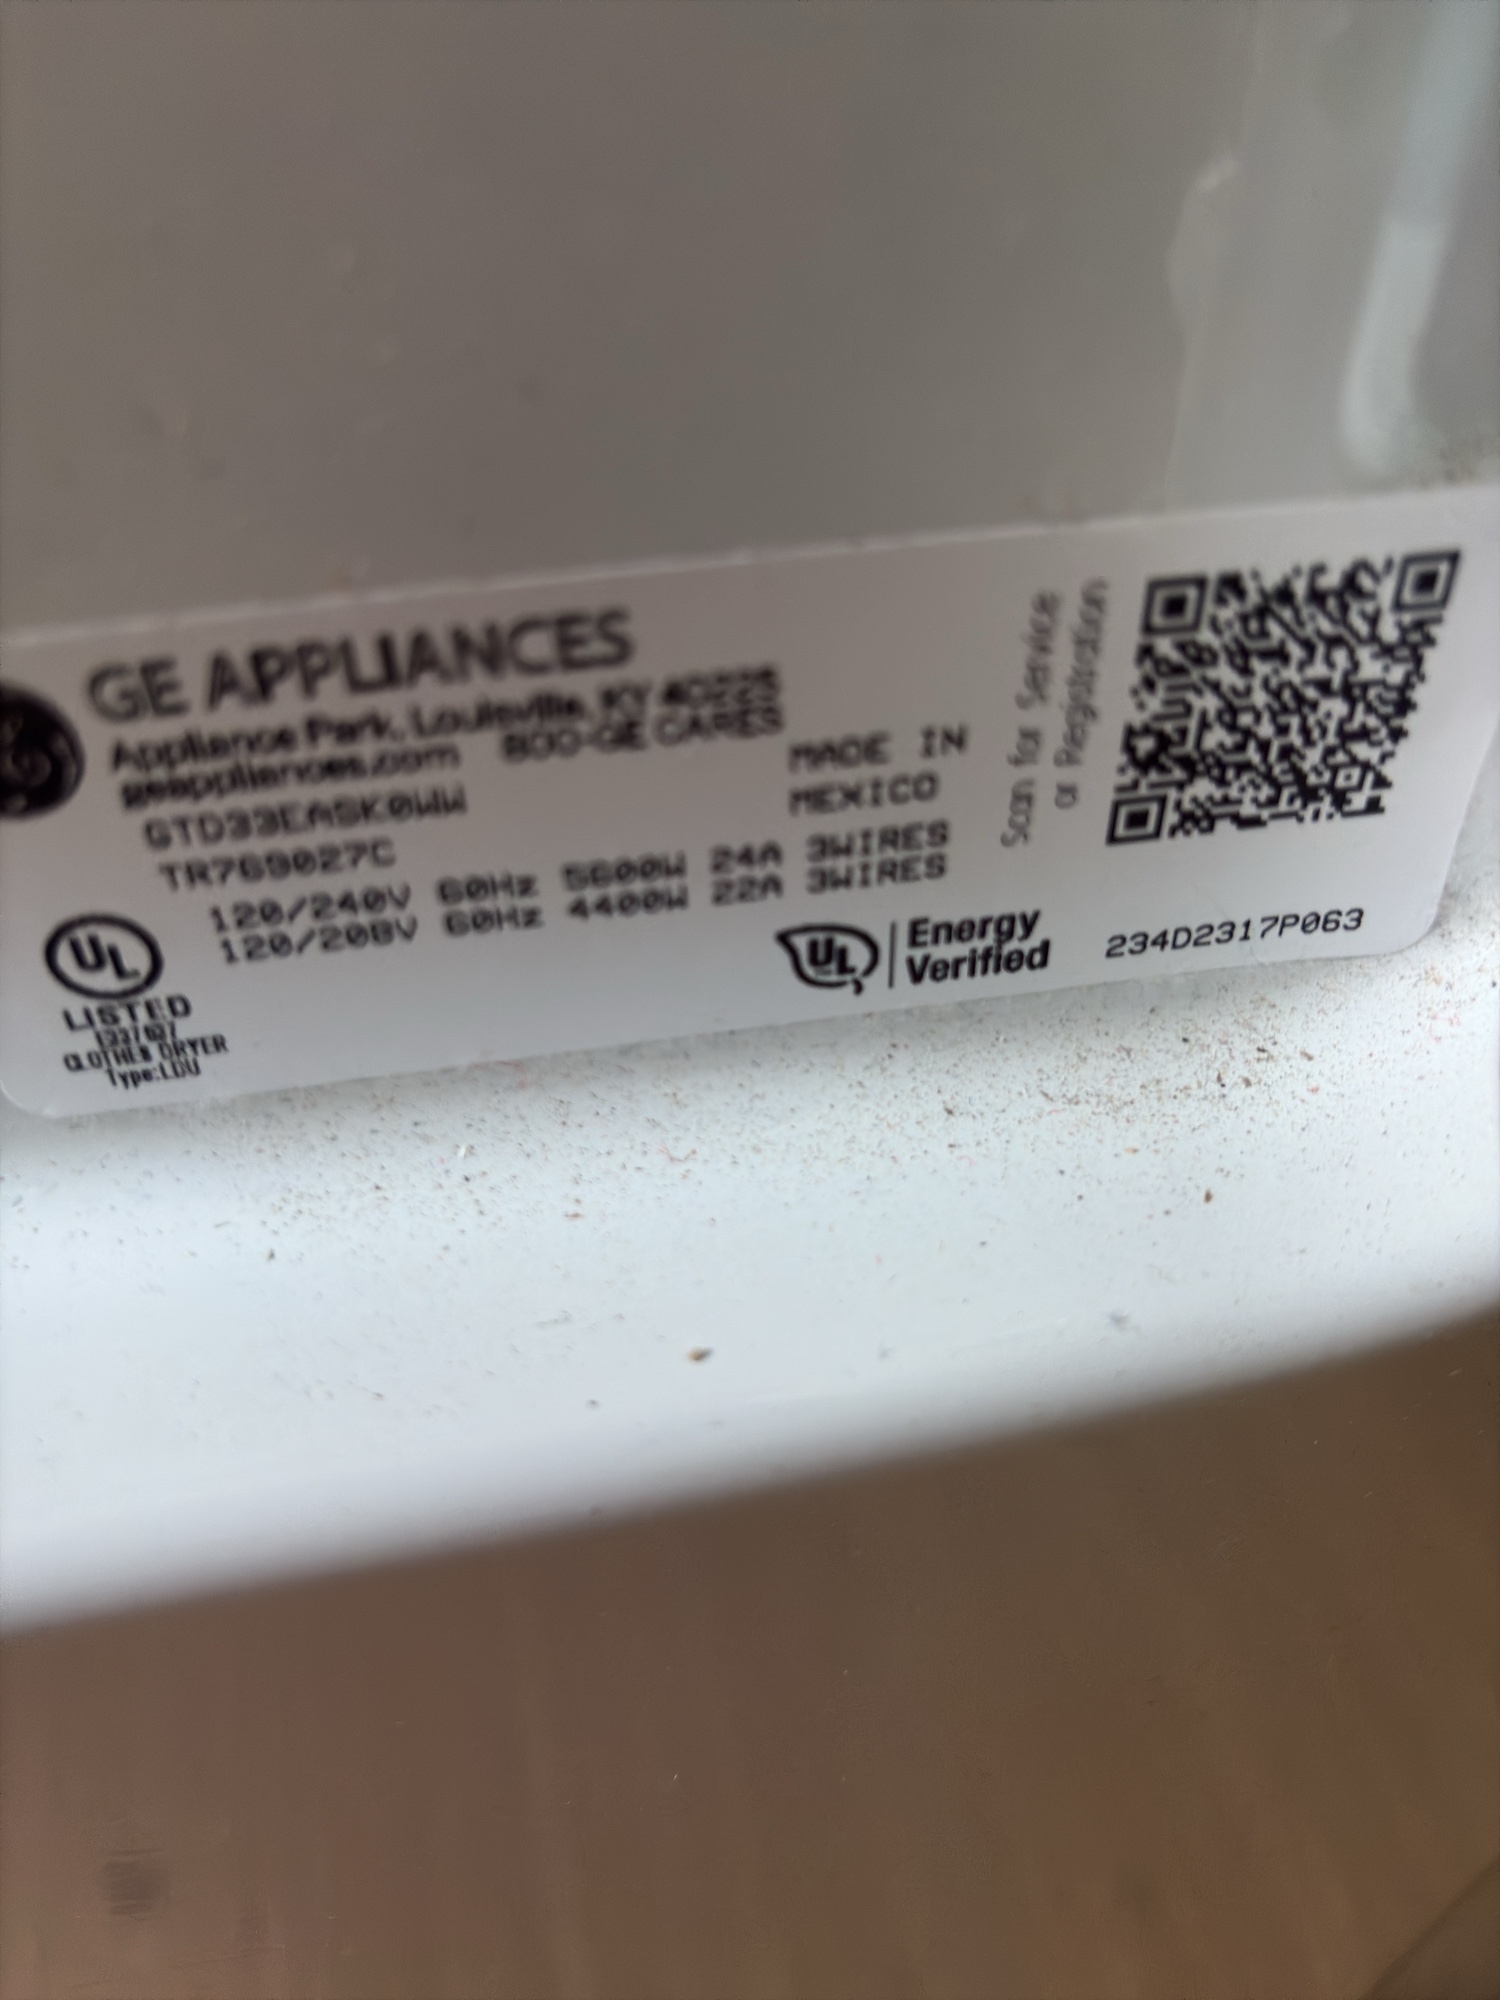 GE APPLIANCES
Appliance Park, Louisville, KY 40225
geappliances.com 800-GE CARES
GTD33EASK0WW
TR769027C
MADE IN
MEXICO
120/240V 60Hz 5600W 24A 3WIRES
120/208V 60Hz 4400W 22A 3WIRES
UL
LISTED
CLOTHES DRYER
Type:LDU
UL Energy
Verified
234D2317P063
Scan for Service
or Registration